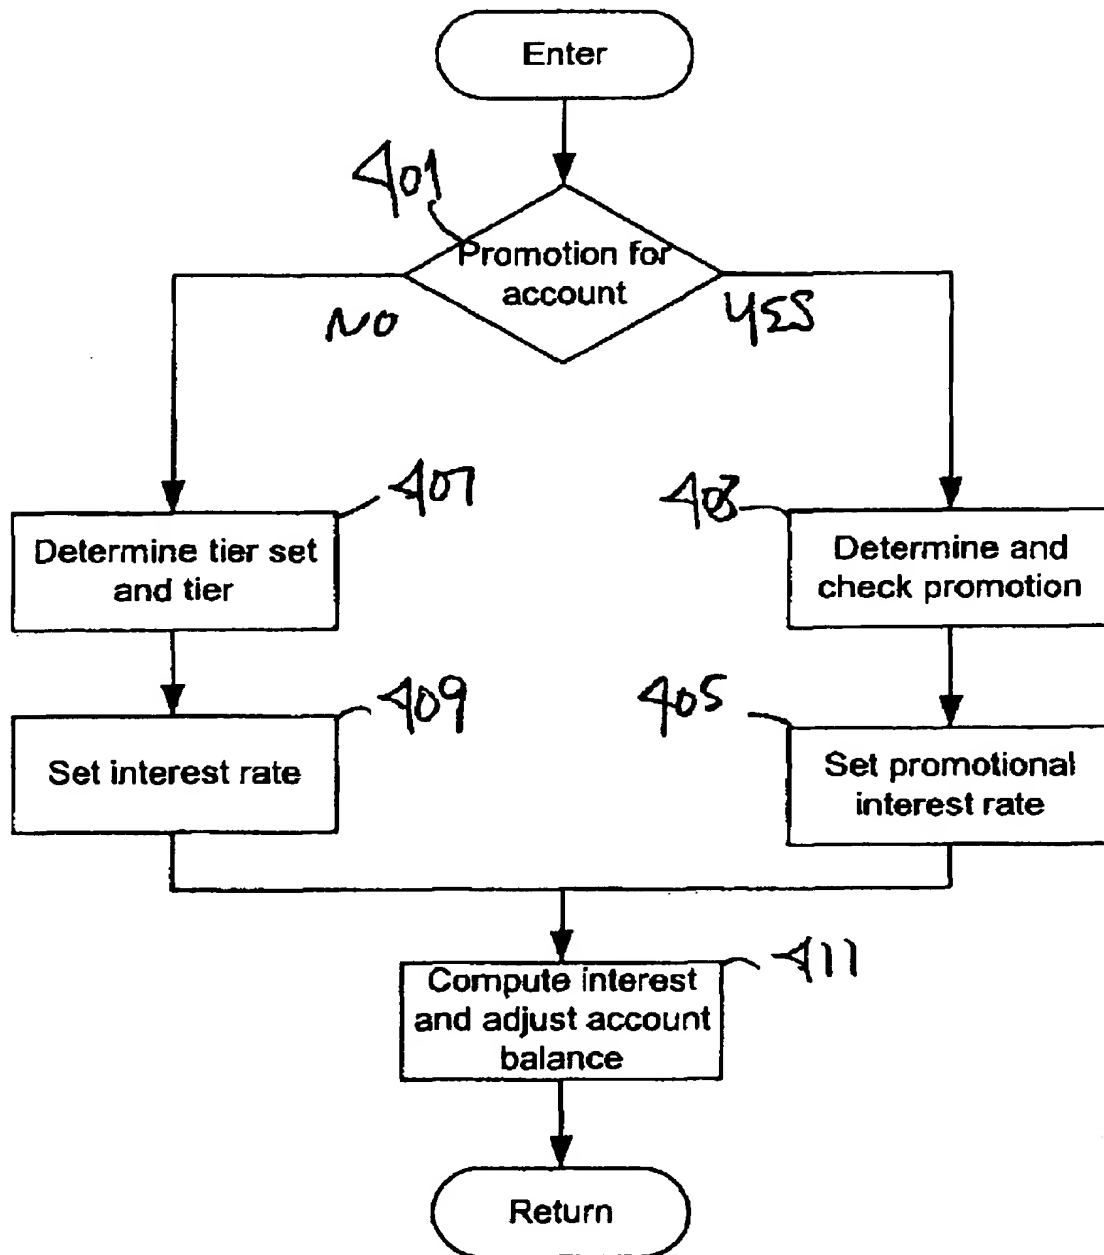 Enter
401
Promotion for
account
NO
YES
407
Determine tier set
and tier
403
Determine and
check promotion
409
Set interest rate
405
Set promotional
interest rate
411
Compute interest
and adjust account
balance
Return